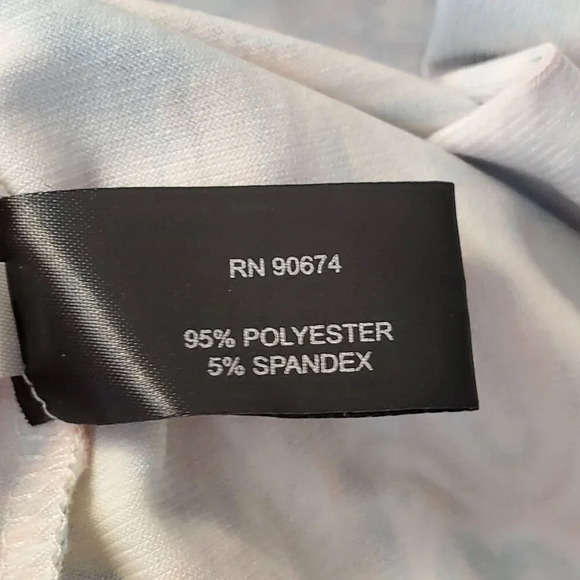 RN 90674
95% POLYESTER
5% SPANDEX